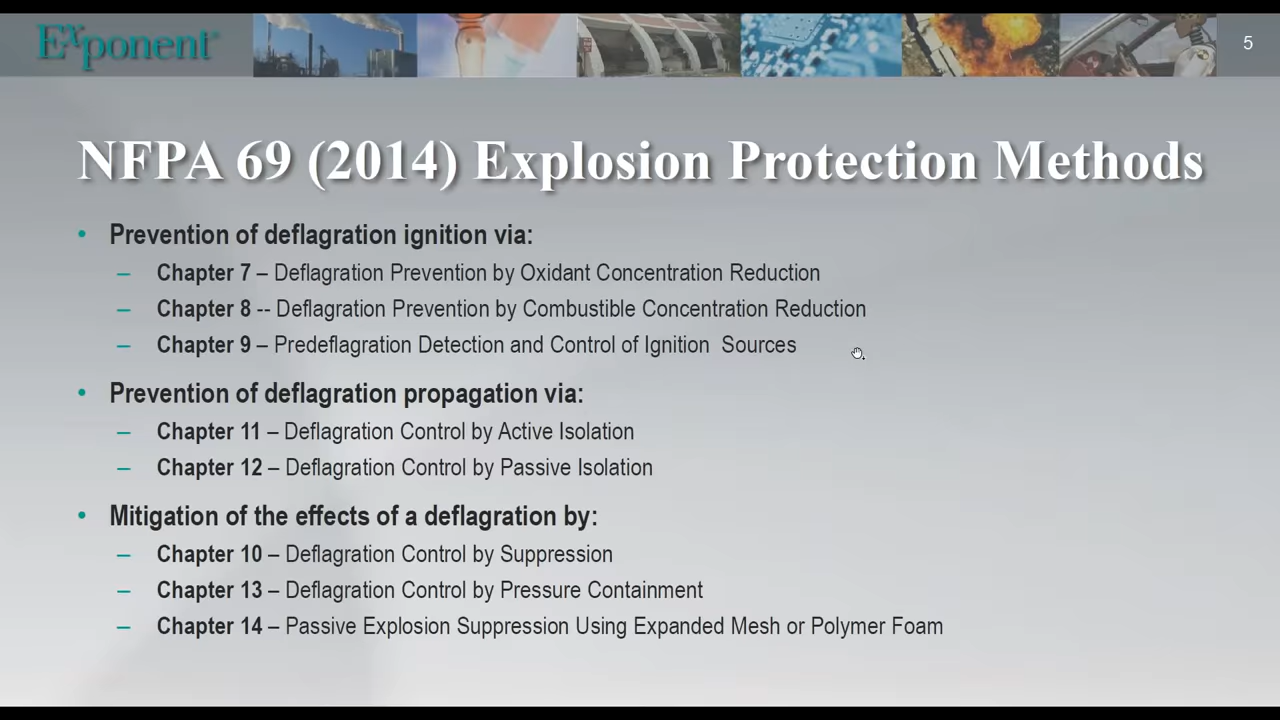 Exponent®
5
NFPA 69 (2014) Explosion Protection Methods
• Prevention of deflagration ignition via:
– Chapter 7 – Deflagration Prevention by Oxidant Concentration Reduction
– Chapter 8 -- Deflagration Prevention by Combustible Concentration Reduction
– Chapter 9 – Predeflagration Detection and Control of Ignition  Sources
• Prevention of deflagration propagation via:
– Chapter 11 – Deflagration Control by Active Isolation
– Chapter 12 – Deflagration Control by Passive Isolation
• Mitigation of the effects of a deflagration by:
– Chapter 10 – Deflagration Control by Suppression
– Chapter 13 – Deflagration Control by Pressure Containment
– Chapter 14 – Passive Explosion Suppression Using Expanded Mesh or Polymer Foam